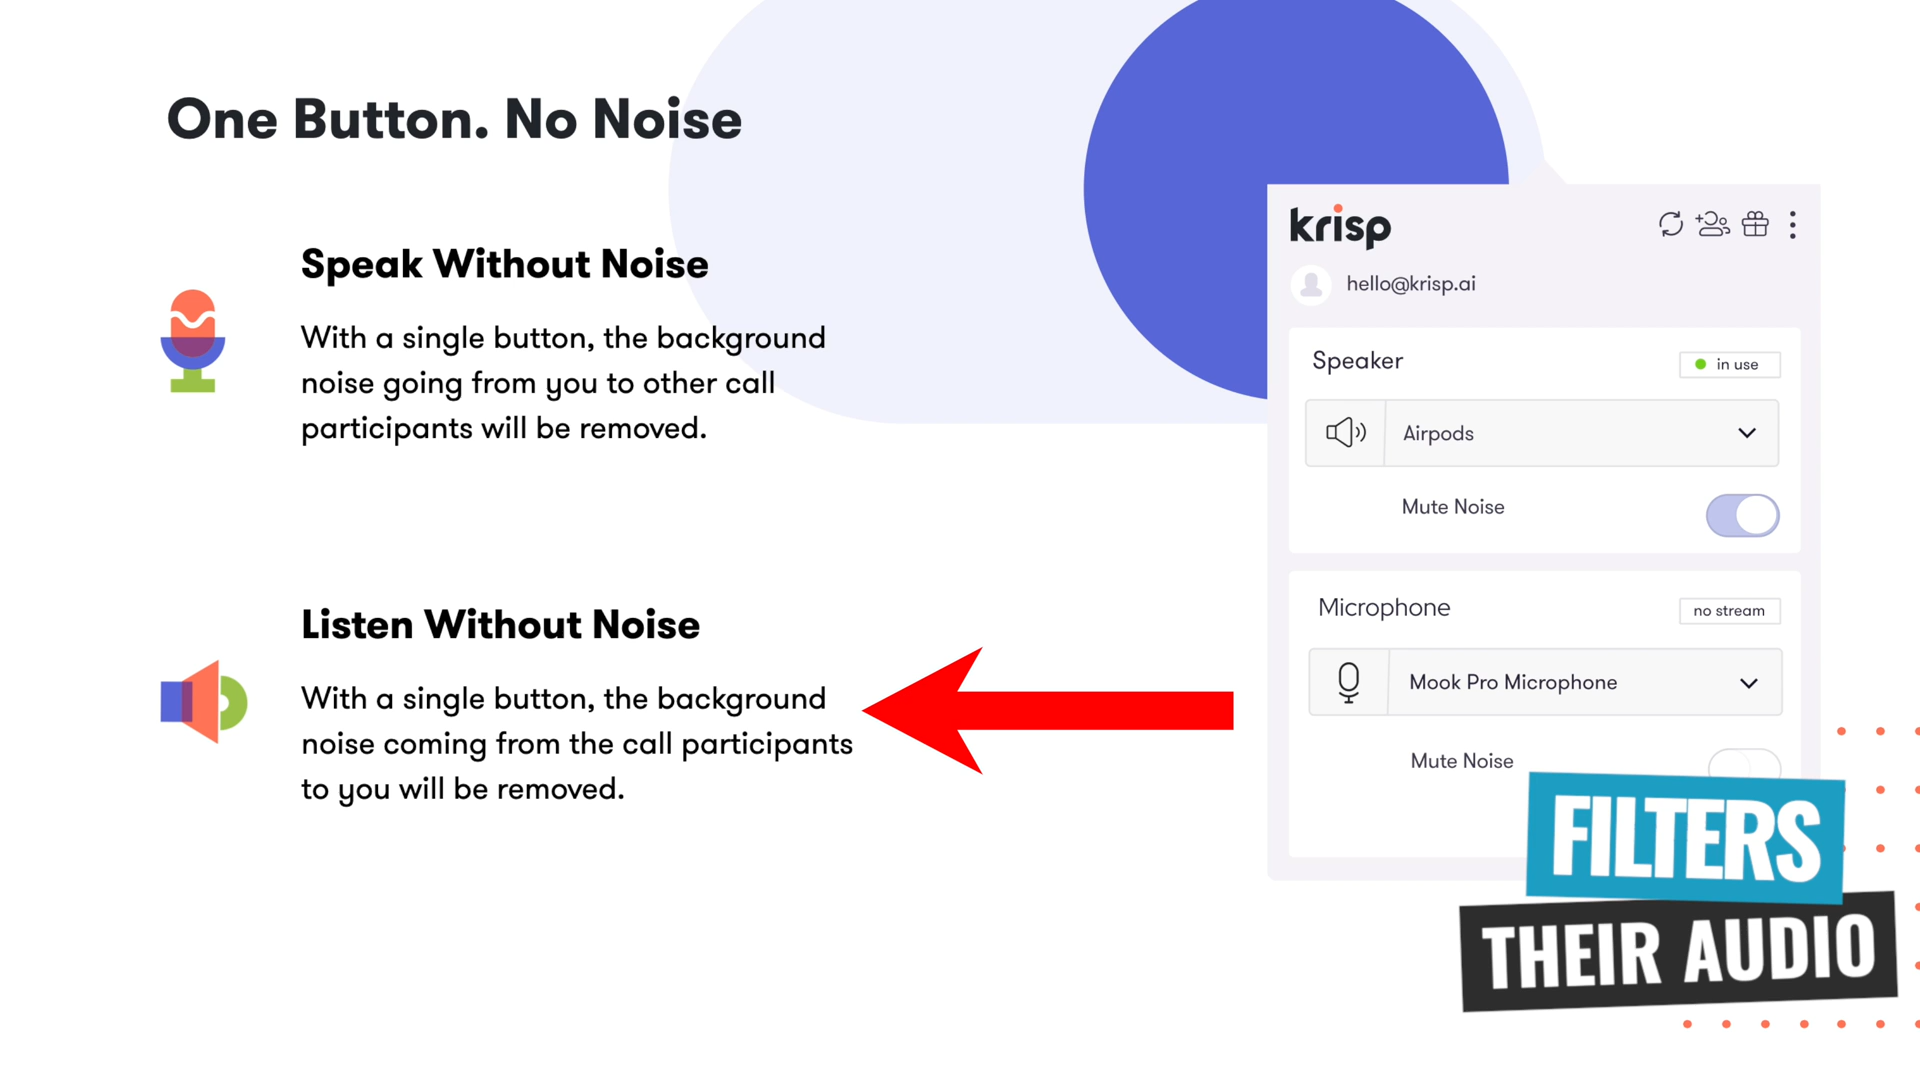 One Button. No Noise
Speak Without Noise
With a single button, the background
noise going from you to other call
participants will be removed.
Listen Without Noise
With a single button, the background
noise coming from the call participants
to you will be removed.
krisp
hello@krisp.ai
Speaker
in use
Airpods
Mute Noise
Microphone
no stream
Mook Pro Microphone
Mute Noise
FILTERS
THEIR AUDIO